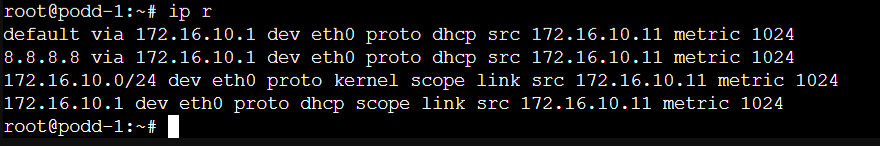 root@podd-1:~# ip r
default via 172.16.10.1 dev eth0 proto dhcp src 172.16.10.11 metric 1024
8.8.8.8 via 172.16.10.1 dev eth0 proto dhcp src 172.16.10.11 metric 1024
172.16.10.0/24 dev eth0 proto kernel scope link src 172.16.10.11 metric 1024
172.16.10.1 dev eth0 proto dhcp scope link src 172.16.10.11 metric 1024
root@podd-1:~#